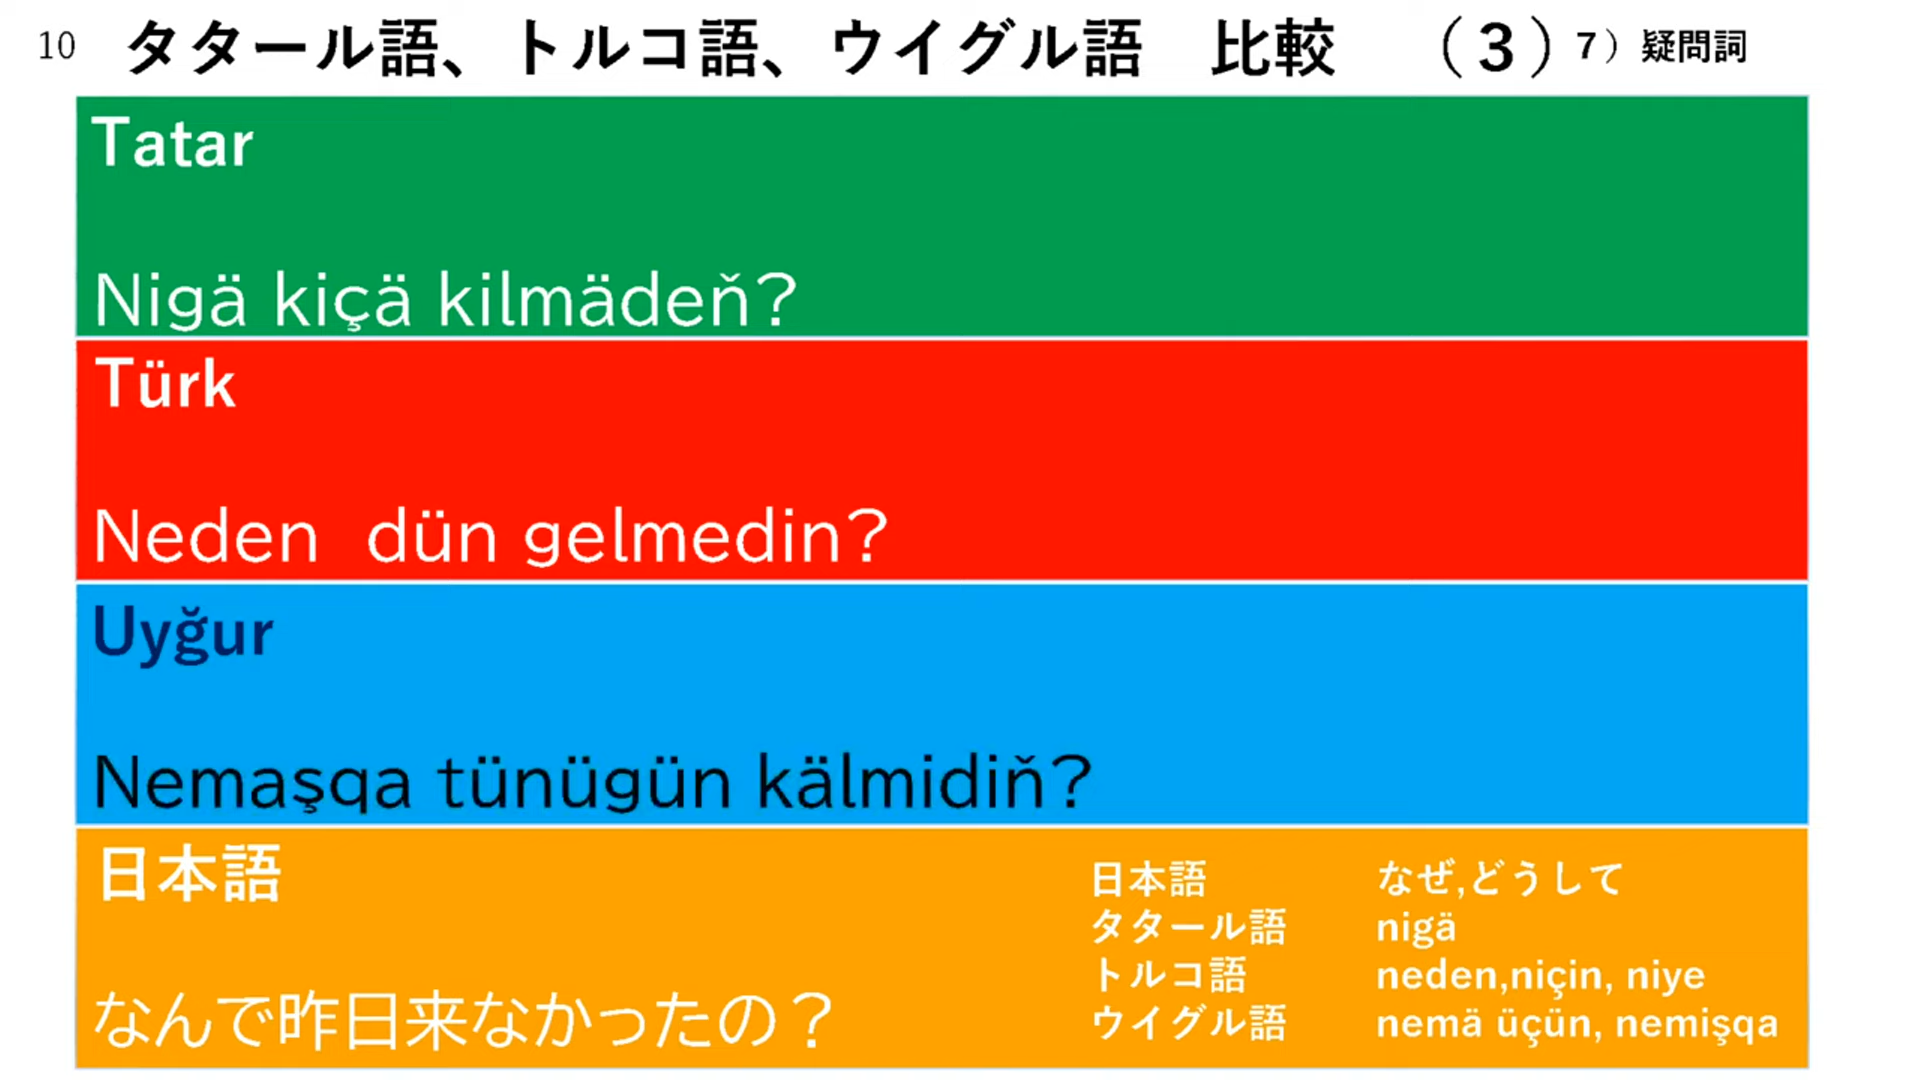 10 タタール語、トルコ語、ウイグル語 比較 (3) 7) 疑問詞
Tatar
Nigä kiçä kilmädeň?
Türk
Neden dün gelmedin?
Uyğur
Nemaşqa tünügün kälmidiň?
日本語
なんで昨日来なかったの？
日本語 なぜ,どうして
タタール語 nigä
トルコ語 neden,niçin, niye
ウイグル語 nemä üçün, nemişqa